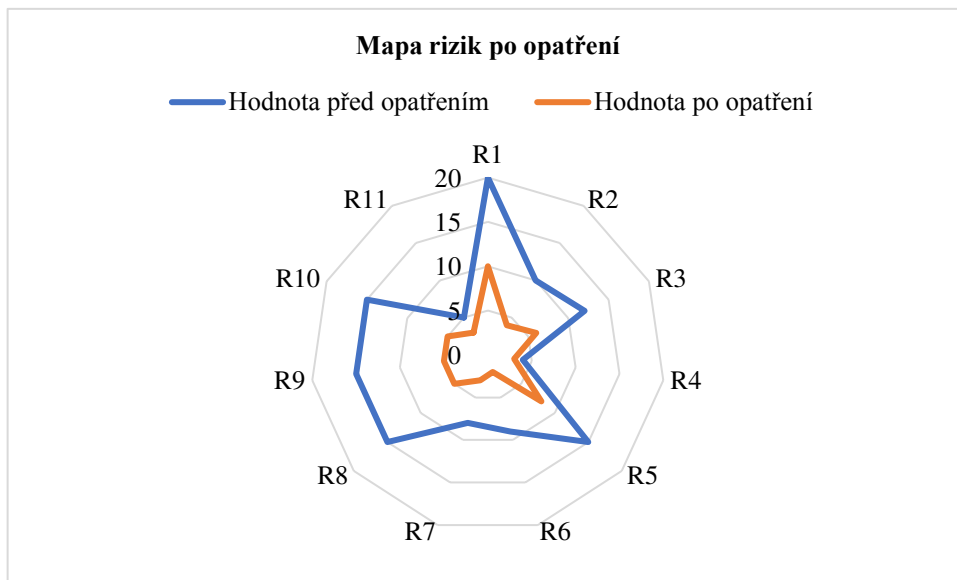 Mapa rizik po opatření
Hodnota před opatřením Hodnota po opatření
R1
20
R11
R2
15
R10
10
R3
5
0
R9
R4
R8
R5
R7
R6